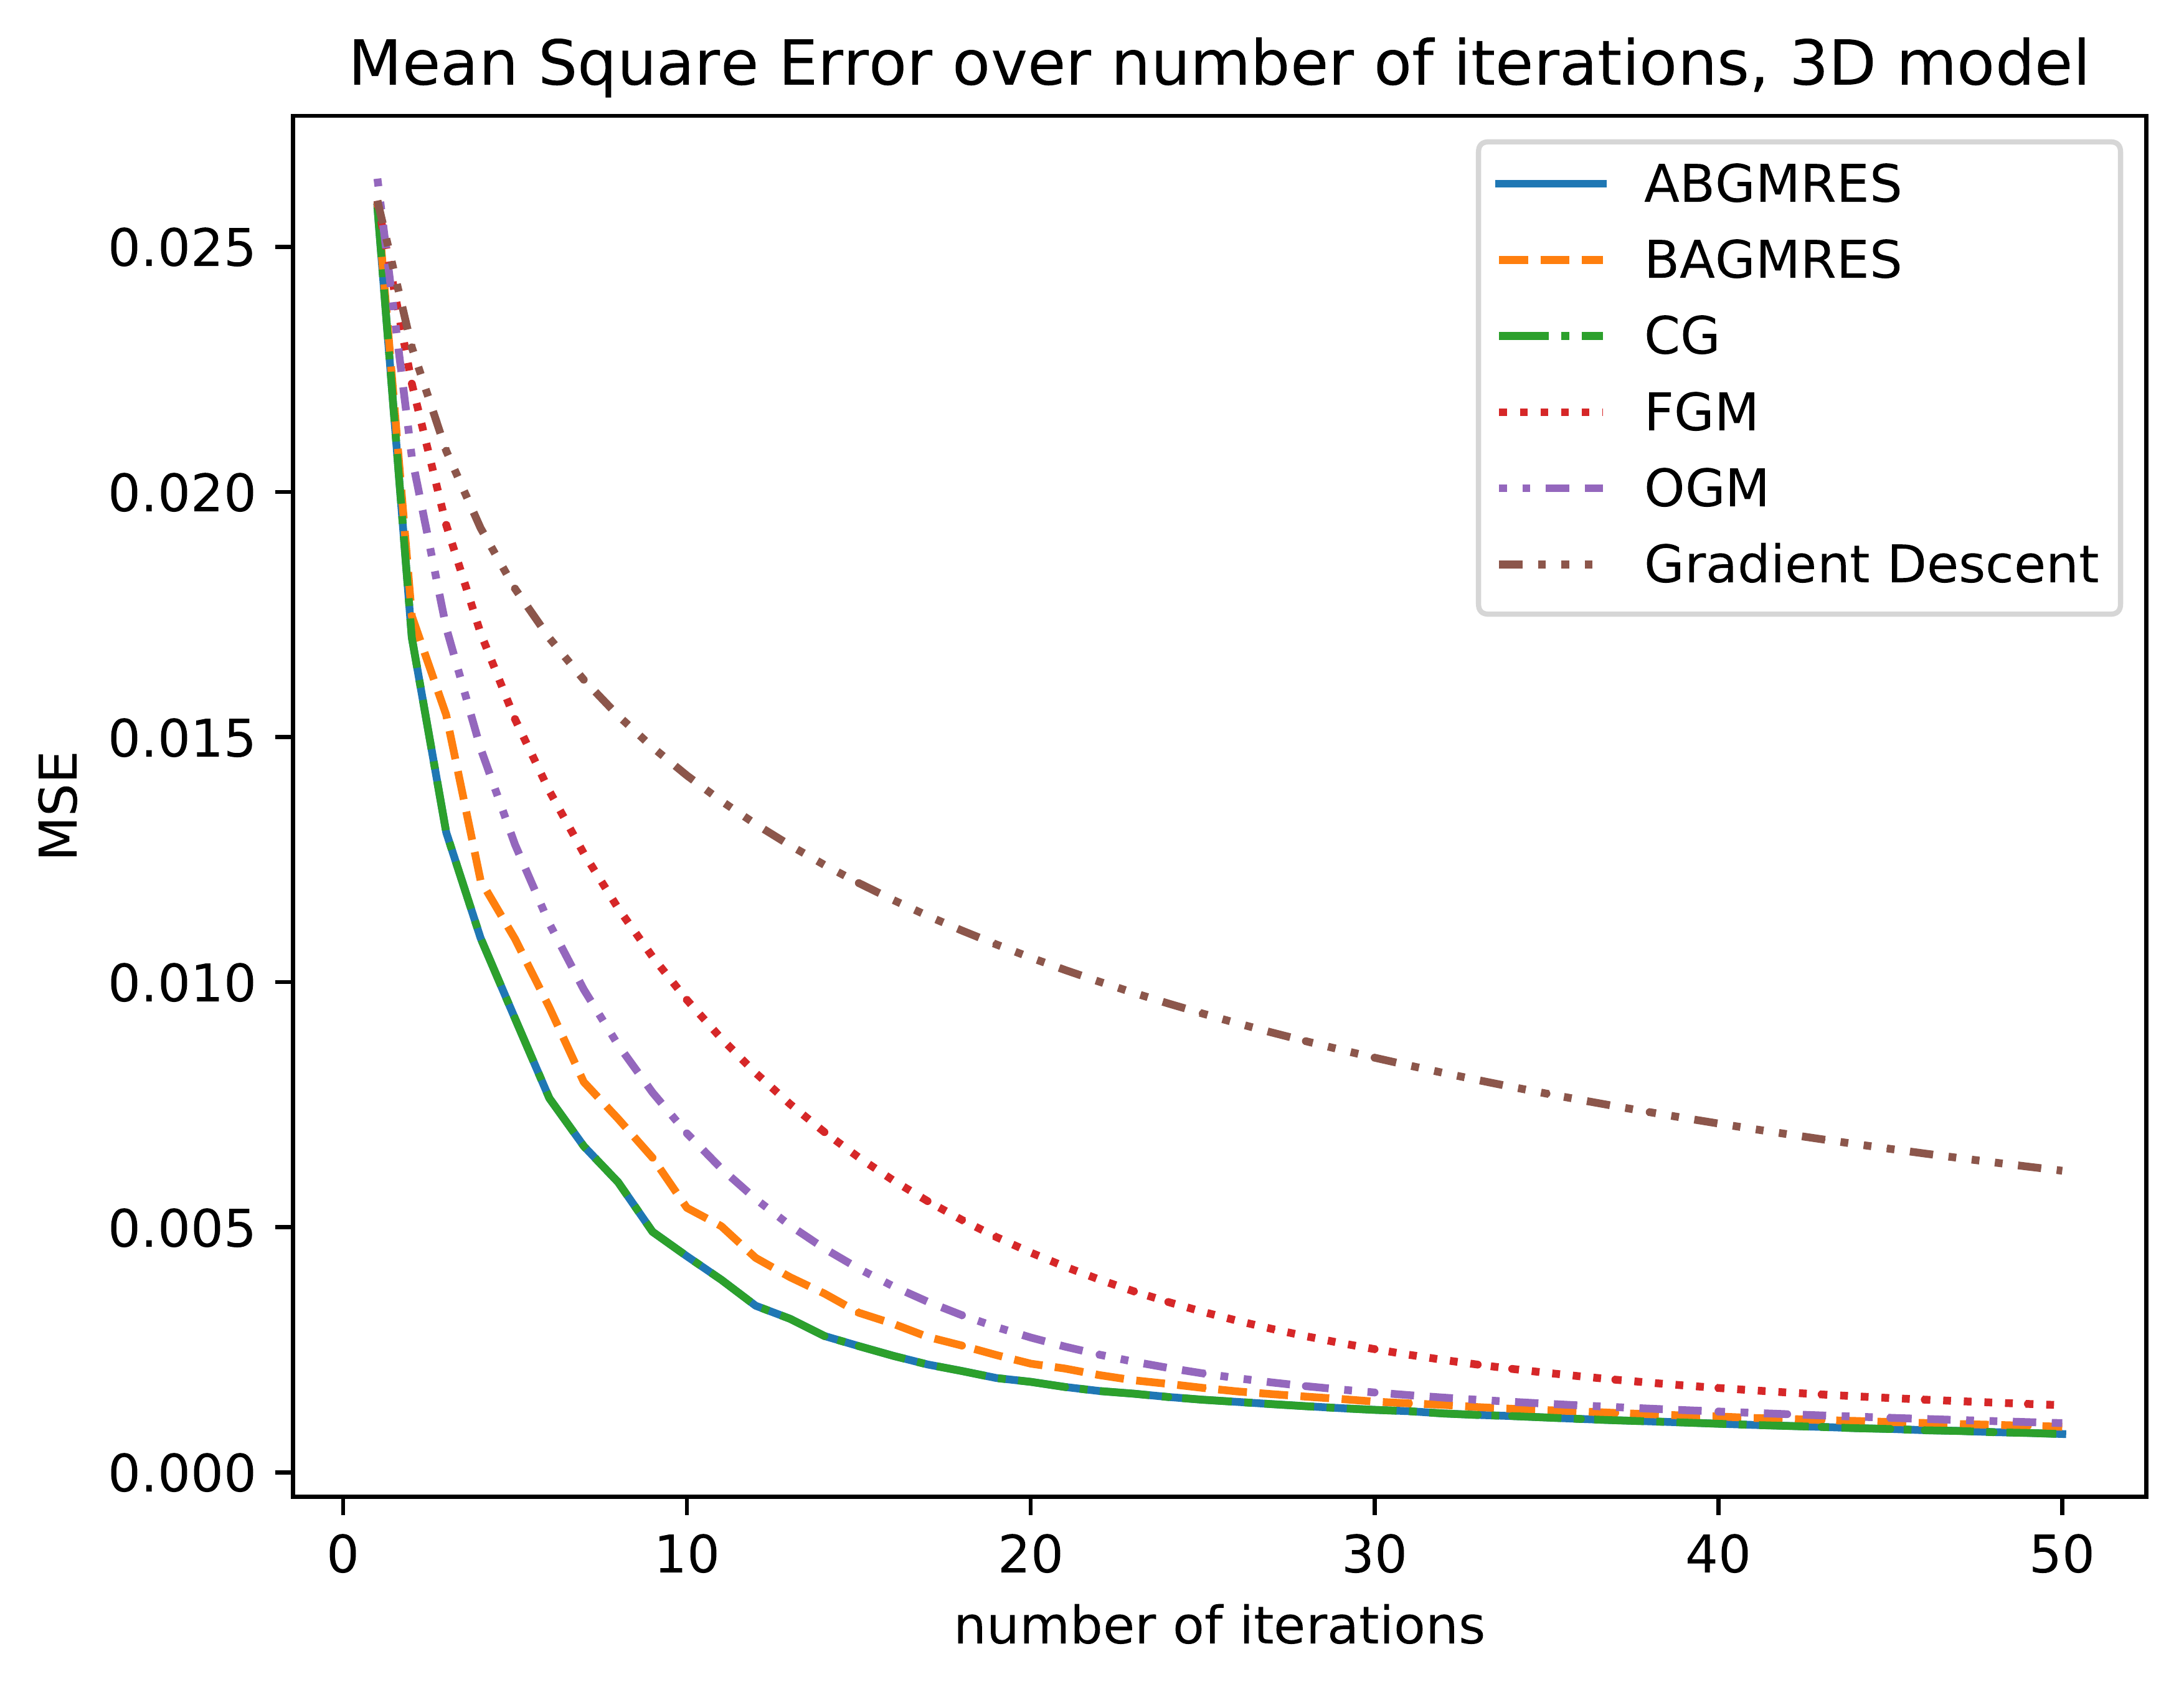 Mean Square Error over number of iterations, 3D model
ABGMRES
BAGMRES
CG
FGM
OGM
Gradient Descent
MSE
0.025
0.020
0.015
0.010
0.005
0.000
0 10 20 30 40 50
number of iterations